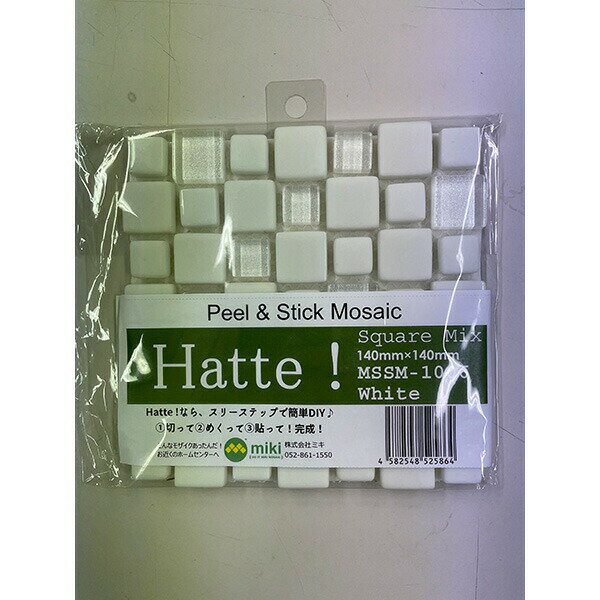 Peel & Stick Mosaic
Hatte !
Square Mix
140mm×140mm
White
Hatte!なら、スリーステップで簡単DIY♪
①切って②めくって③貼って!完成!
んなモザイクあったんだ!
お近くのホームセンターへ
miki
株式会社ミキ
052-861-1550
4 582548 525864